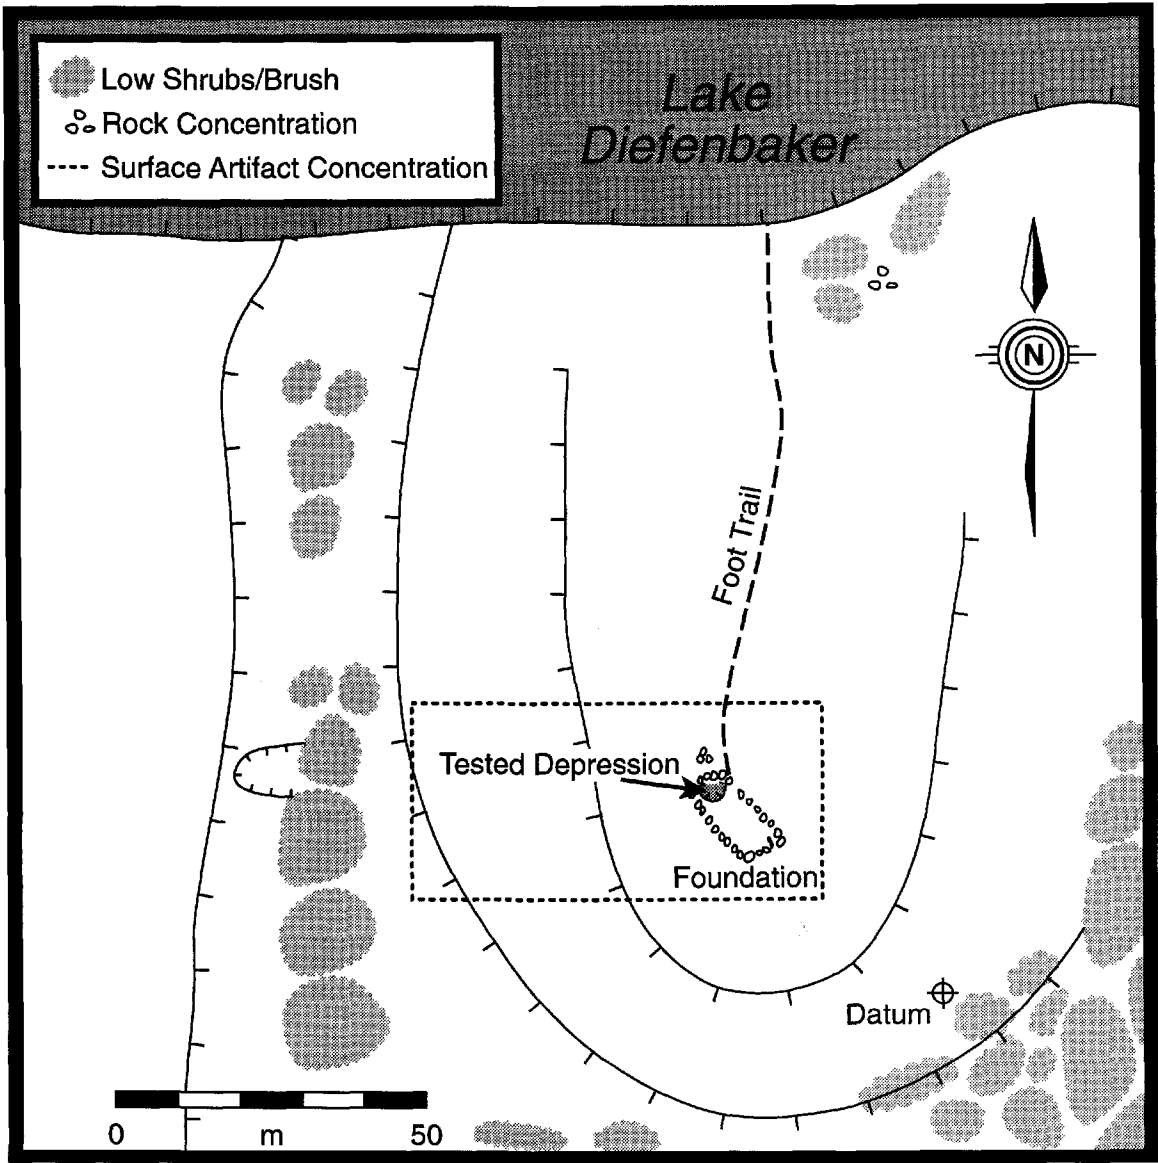 Low Shrubs/Brush
Rock Concentration
Surface Artifact Concentration
Lake
Diefenbaker
N
Foot Trail
Tested Depression
Foundation
Datum
0 m 50